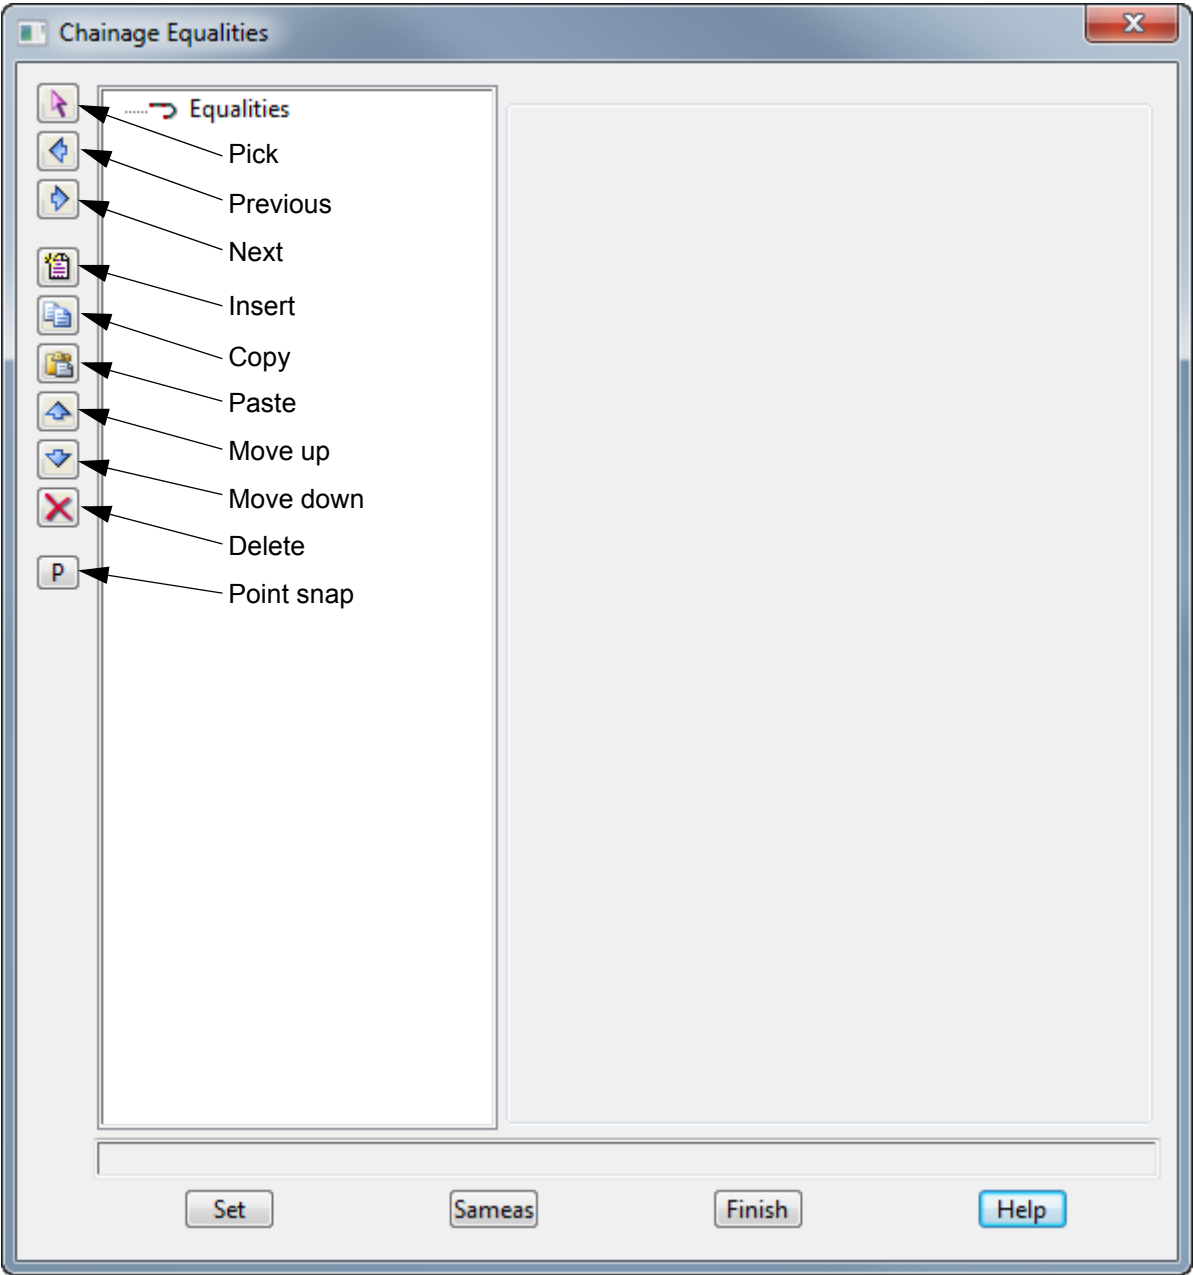 Chainage Equalities
Equalities
Pick
Previous
Next
Insert
Copy
Paste
Move up
Move down
Delete
P
Point snap
Set
Sameas
Finish
Help